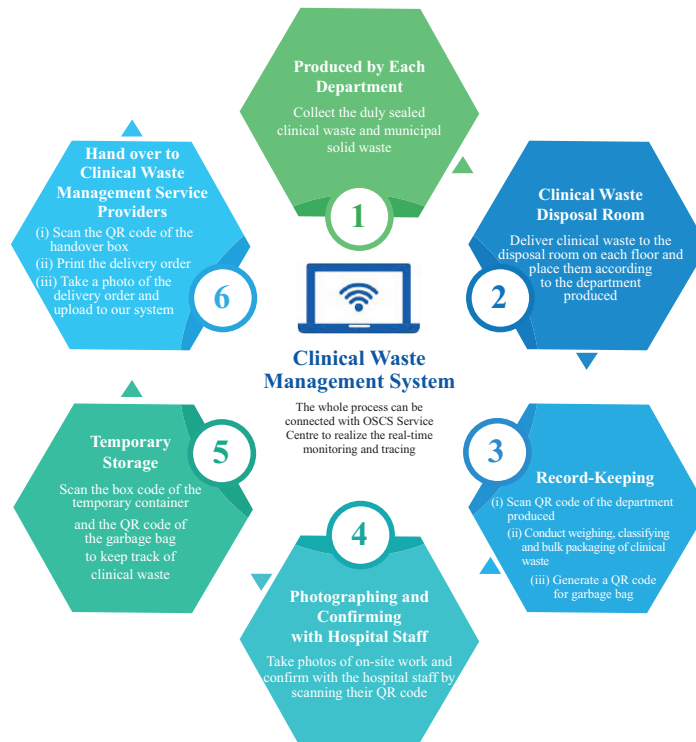 Produced by Each
Department
Collect the duly sealed
clinical waste and municipal
solid waste
1
Clinical Waste
Disposal Room
Deliver clinical waste to the
disposal room on each floor and
place them according
to the department
produced
2
3
Record-Keeping
(i) Scan QR code of the department
produced
(ii) Conduct weighing, classifying
and bulk packaging of clinical
waste
(iii) Generate a QR code
for garbage bag
4
Photographing and
Confirming
with Hospital Staff
Take photos of on-site work and
confirm with the hospital staff by
scanning their QR code
5
Temporary
Storage
Scan the box code of the
temporary container
and the QR code of
the garbage bag
to keep track of
clinical waste
Hand over to
Clinical Waste
Management Service
Providers
(i) Scan the QR code of the
handover box
(ii) Print the delivery order
(iii) Take a photo of the
delivery order and
upload to our system
6
Clinical Waste
Management System
The whole process can be
connected with OSCS Service
Centre to realize the real-time
monitoring and tracing